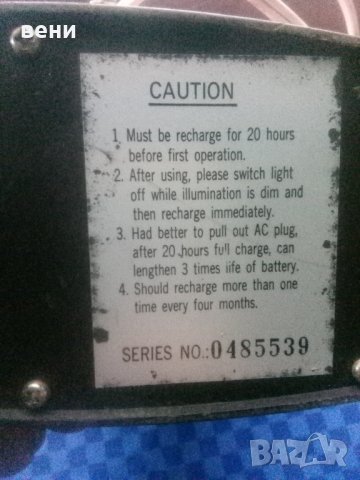 вени
CAUTION
1 Must be recharge for 20 hours
before first operation.
2. After using, please switch light
off while illumination is dim and
then recharge immediately.
3. Had better to pull out AC plug,
after 20 hours full charge, can
lengthen 3 times life of battery.
4. Should recharge more than one
time every four months.
SERIES NO.:0485539
BAZAR